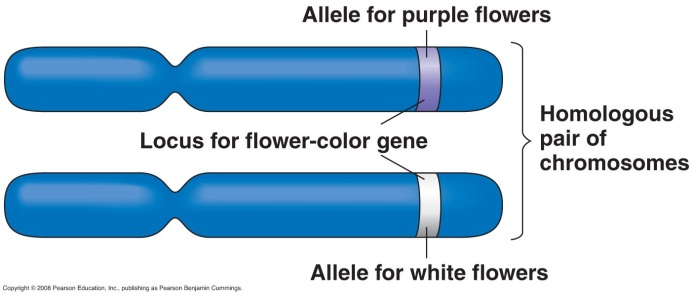 Allele for purple flowers
Locus for flower-color gene
Homologous
pair of
chromosomes
Allele for white flowers
Copyright © 2008 Pearson Education, Inc., publishing as Pearson Benjamin Cummings.